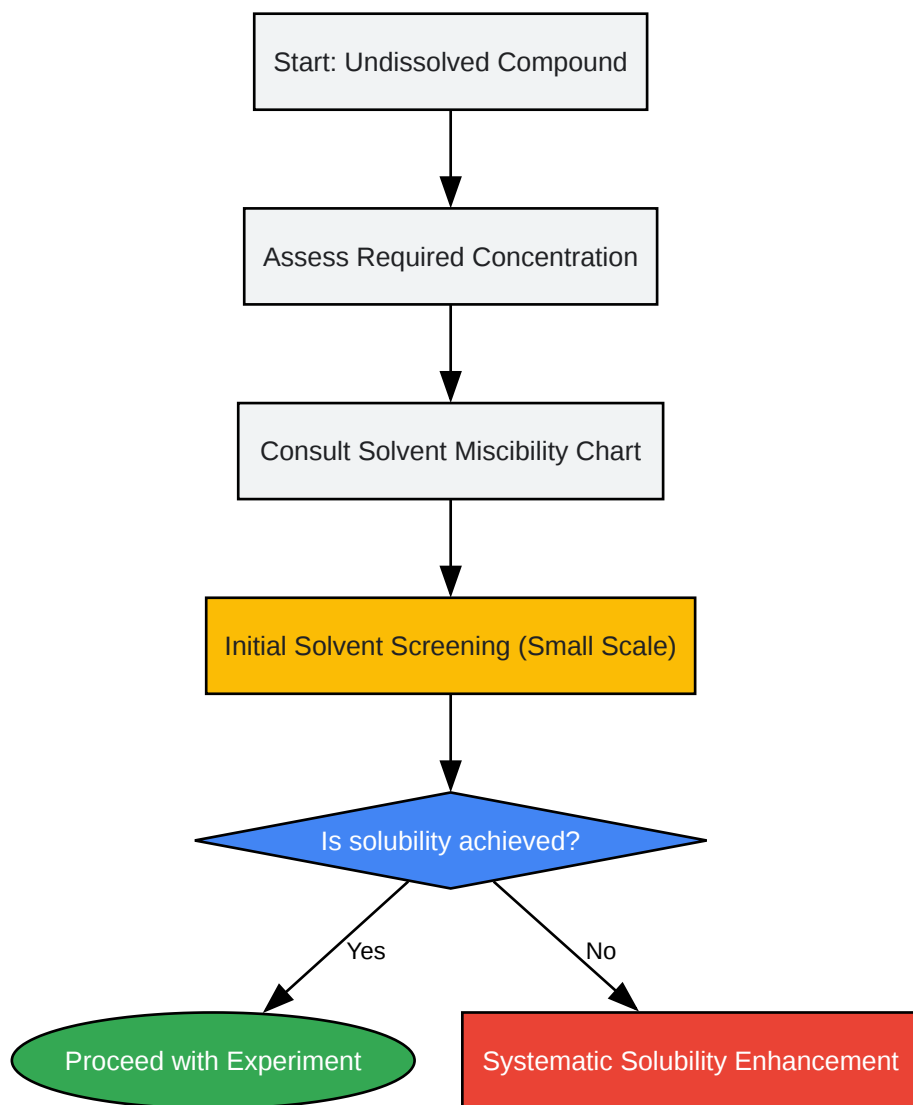 Start: Undissolved Compound
Assess Required Concentration
Consult Solvent Miscibility Chart
Initial Solvent Screening (Small Scale)
Is solubility achieved?
Yes
No
Proceed with Experiment
Systematic Solubility Enhancement